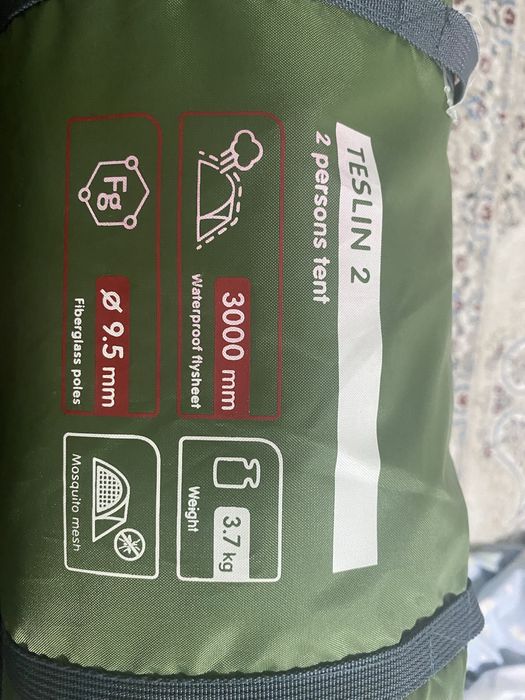 TESLIN 2
2 persons tent
3000 mm
Waterproof flysheet
3.7 kg
Weight
Fg
Ø 9.5 mm
Fiberglass poles
Mosquito mesh